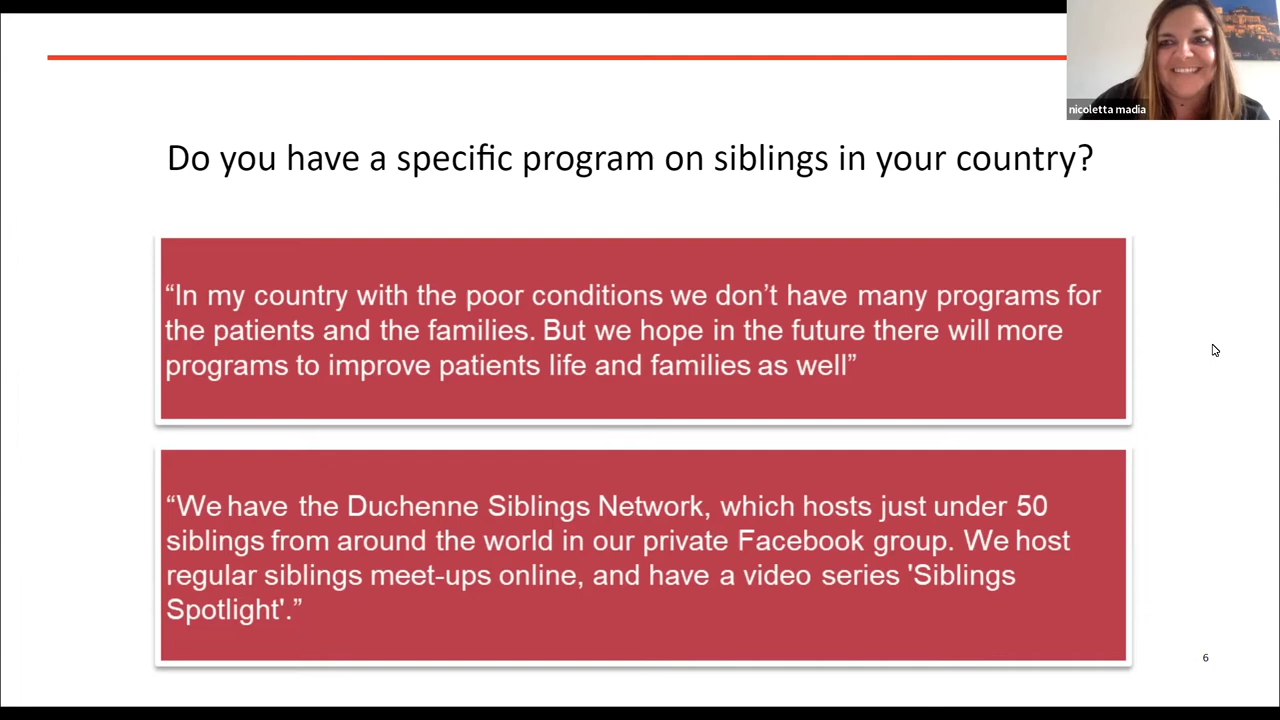 nicoletta madia
Do you have a specific program on siblings in your country?
“In my country with the poor conditions we don’t have many programs for
the patients and the families. But we hope in the future there will more
programs to improve patients life and families as well”
“We have the Duchenne Siblings Network, which hosts just under 50
siblings from around the world in our private Facebook group. We host
regular siblings meet-ups online, and have a video series 'Siblings
Spotlight'.”
6